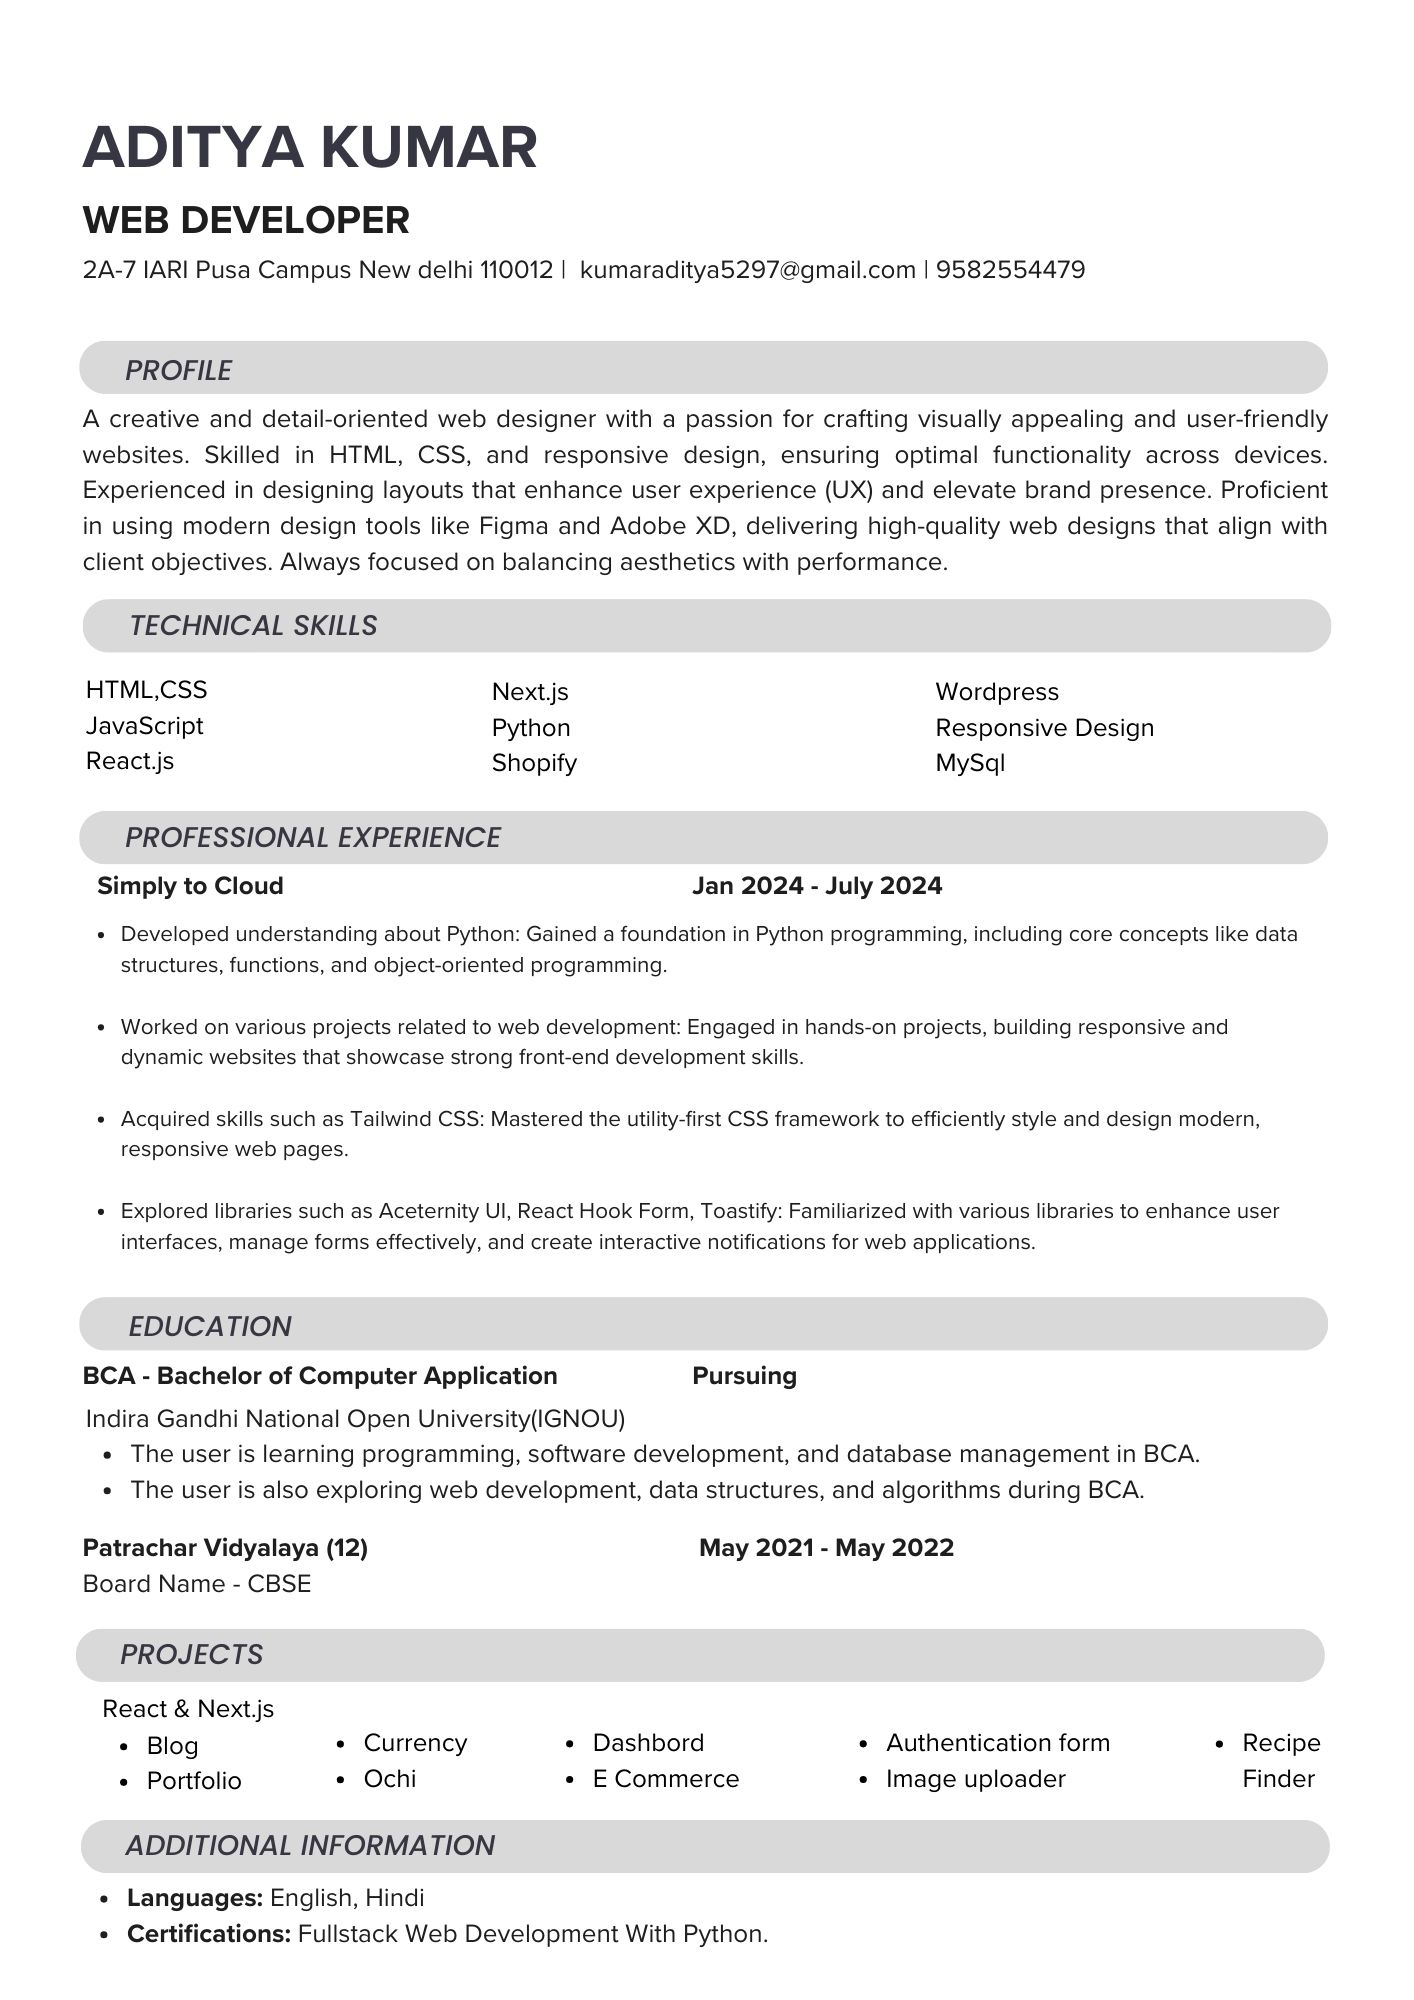 ADITYA KUMAR
WEB DEVELOPER
2A-7 IARI Pusa Campus New delhi 110012 | kumaraditya5297@gmail.com | 9582554479
PROFILE
A creative and detail-oriented web designer with a passion for crafting visually appealing and user-friendly
websites. Skilled in HTML, CSS, and responsive design, ensuring optimal functionality across devices.
Experienced in designing layouts that enhance user experience (UX) and elevate brand presence. Proficient
in using modern design tools like Figma and Adobe XD, delivering high-quality web designs that align with
client objectives. Always focused on balancing aesthetics with performance.
TECHNICAL SKILLS
HTML,CSS
JavaScript
React.js
Next.js
Python
Shopify
Wordpress
Responsive Design
MySql
PROFESSIONAL EXPERIENCE
Simply to Cloud Jan 2024 - July 2024
• Developed understanding about Python: Gained a foundation in Python programming, including core concepts like data
structures, functions, and object-oriented programming.
• Worked on various projects related to web development: Engaged in hands-on projects, building responsive and
dynamic websites that showcase strong front-end development skills.
• Acquired skills such as Tailwind CSS: Mastered the utility-first CSS framework to efficiently style and design modern,
responsive web pages.
• Explored libraries such as Aceternity UI, React Hook Form, Toastify: Familiarized with various libraries to enhance user
interfaces, manage forms effectively, and create interactive notifications for web applications.
EDUCATION
BCA - Bachelor of Computer Application Pursuing
Indira Gandhi National Open University(IGNOU)
• The user is learning programming, software development, and database management in BCA.
• The user is also exploring web development, data structures, and algorithms during BCA.
Patrachar Vidyalaya (12) May 2021 - May 2022
Board Name - CBSE
PROJECTS
React & Next.js
• Blog
• Portfolio
• Currency
• Ochi
• Dashbord
• E Commerce
• Authentication form
• Image uploader
• Recipe
Finder
ADDITIONAL INFORMATION
• Languages: English, Hindi
• Certifications: Fullstack Web Development With Python.